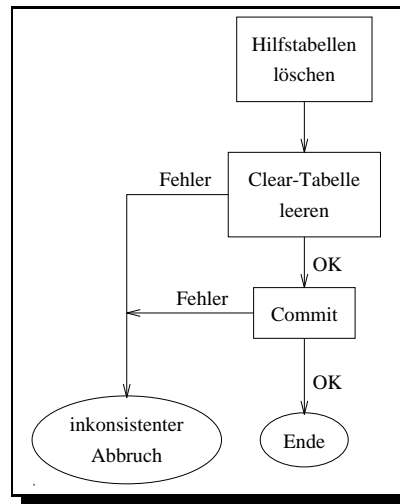 Hilfstabellen
löschen
Fehler
Clear-Tabelle
leeren
OK
Fehler
Commit
OK
inkonsistenter
Abbruch
Ende